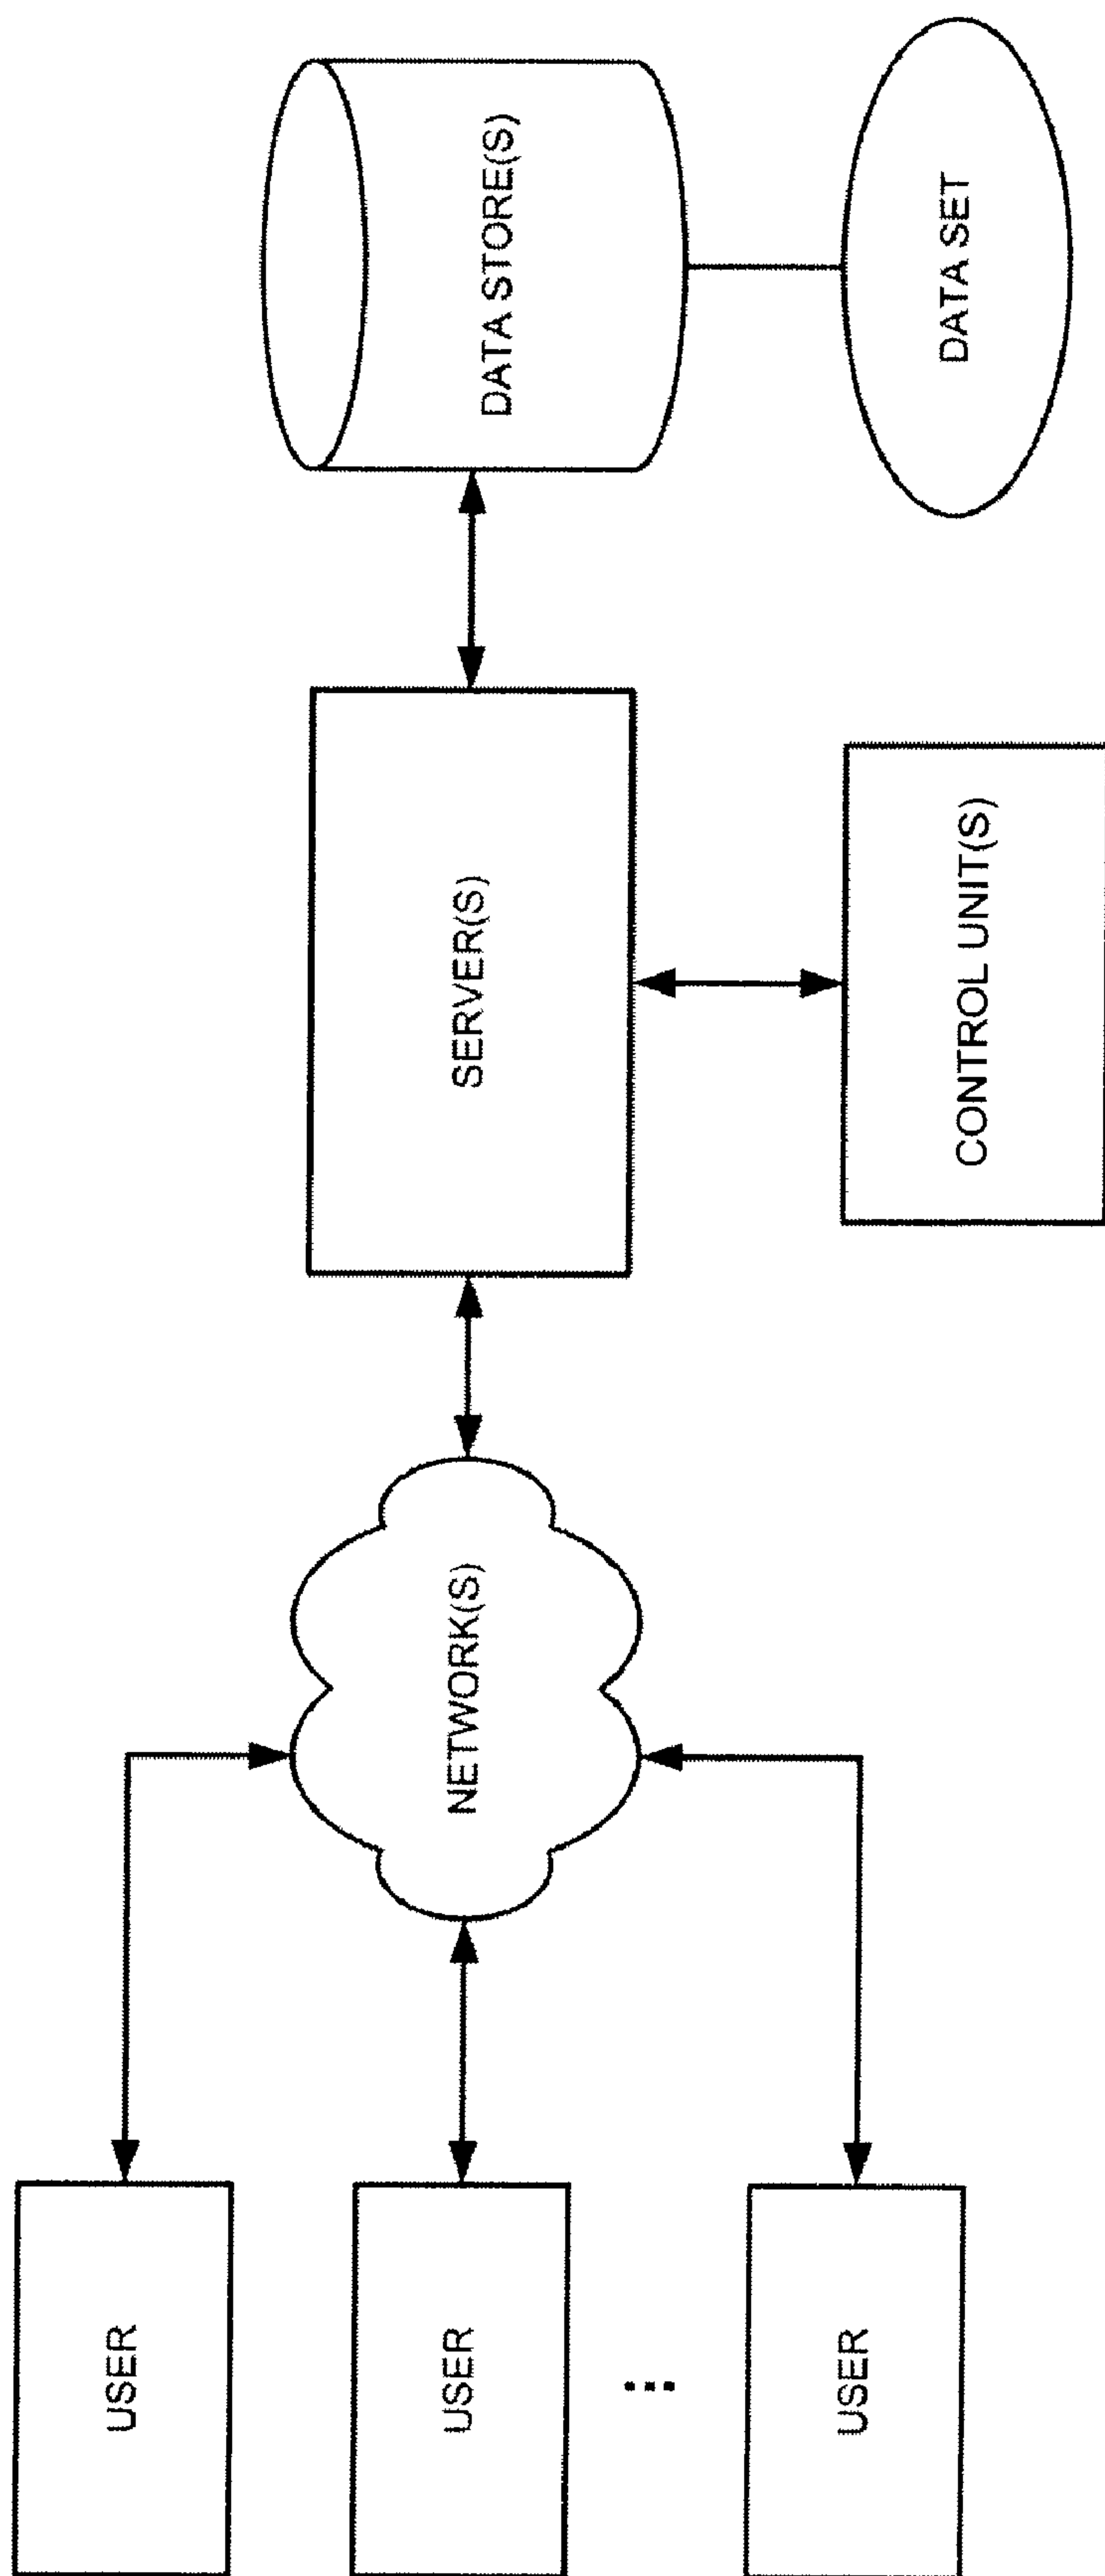 USER
USER
...
USER
NETWORK(S)
SERVER(S)
CONTROL UNIT(S)
DATA STORE(S)
DATA SET